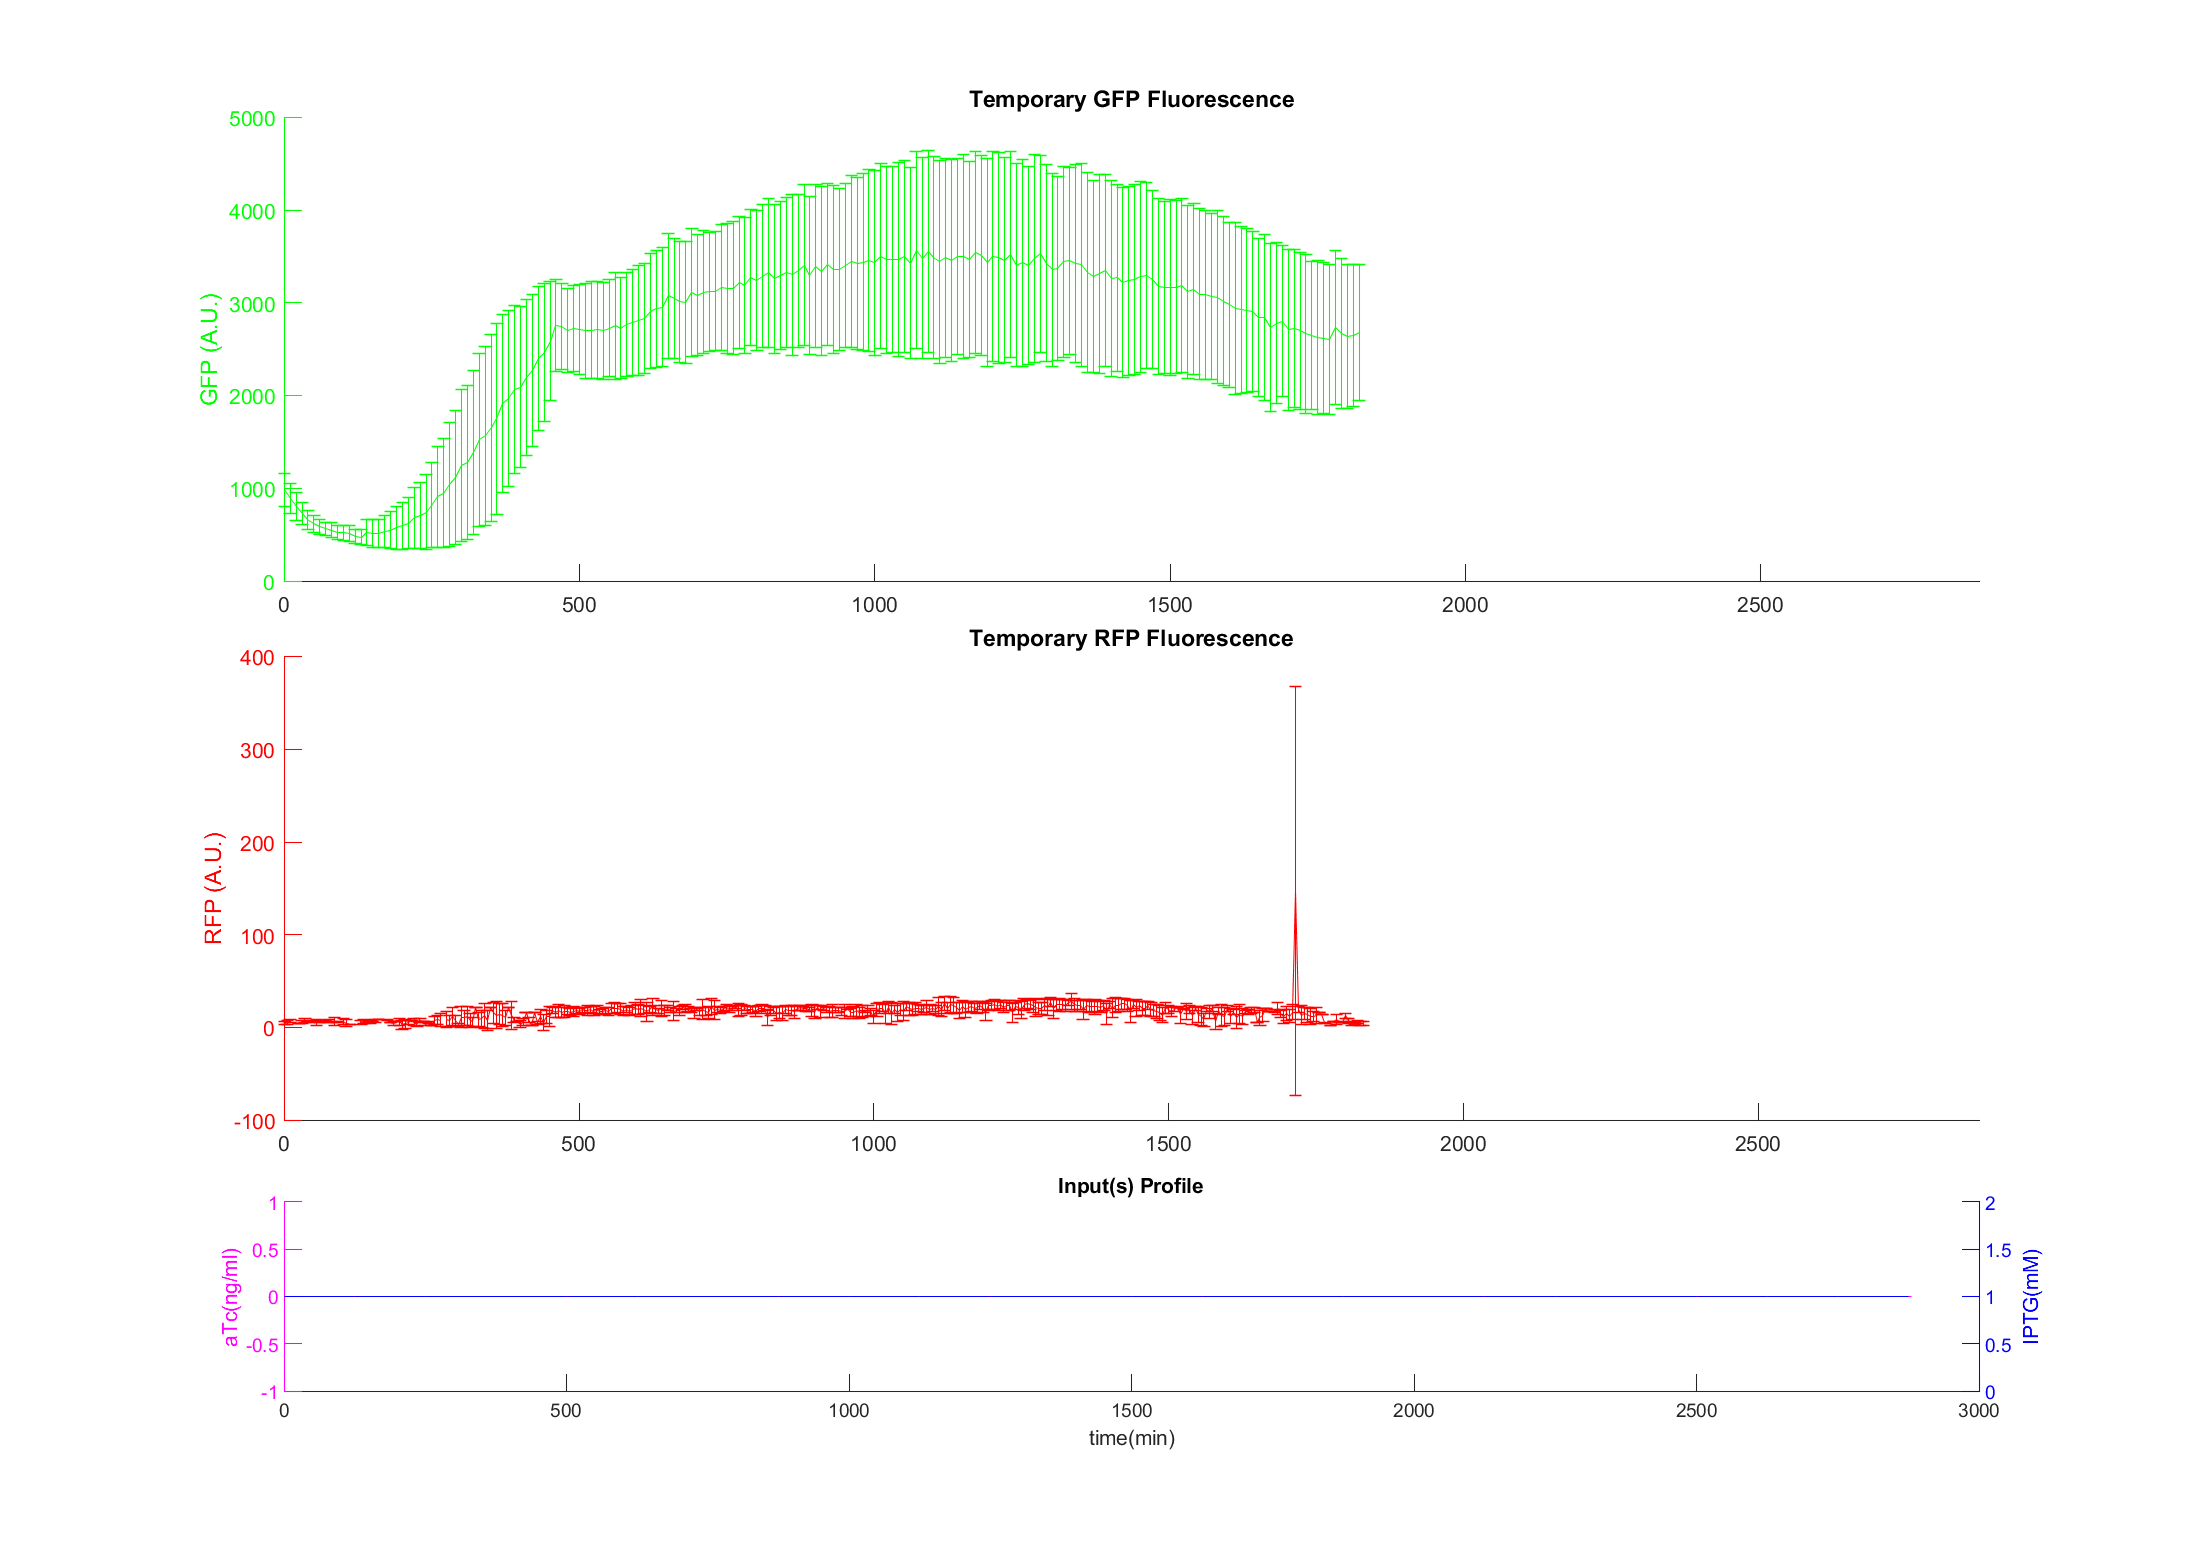 Temporary GFP Fluorescence
5000
4000
3000
2000
1000
0
GFP (A.U.)
0 500 1000 1500 2000 2500
Temporary RFP Fluorescence
400
300
200
100
0
-100
RFP (A.U.)
0 500 1000 1500 2000 2500
Input(s) Profile
1 2
0.5 1.5
0 1
-0.5 0.5
-1 0
aTc(ng/ml)
IPTG(mM)
0 500 1000 1500 2000 2500 3000
time(min)